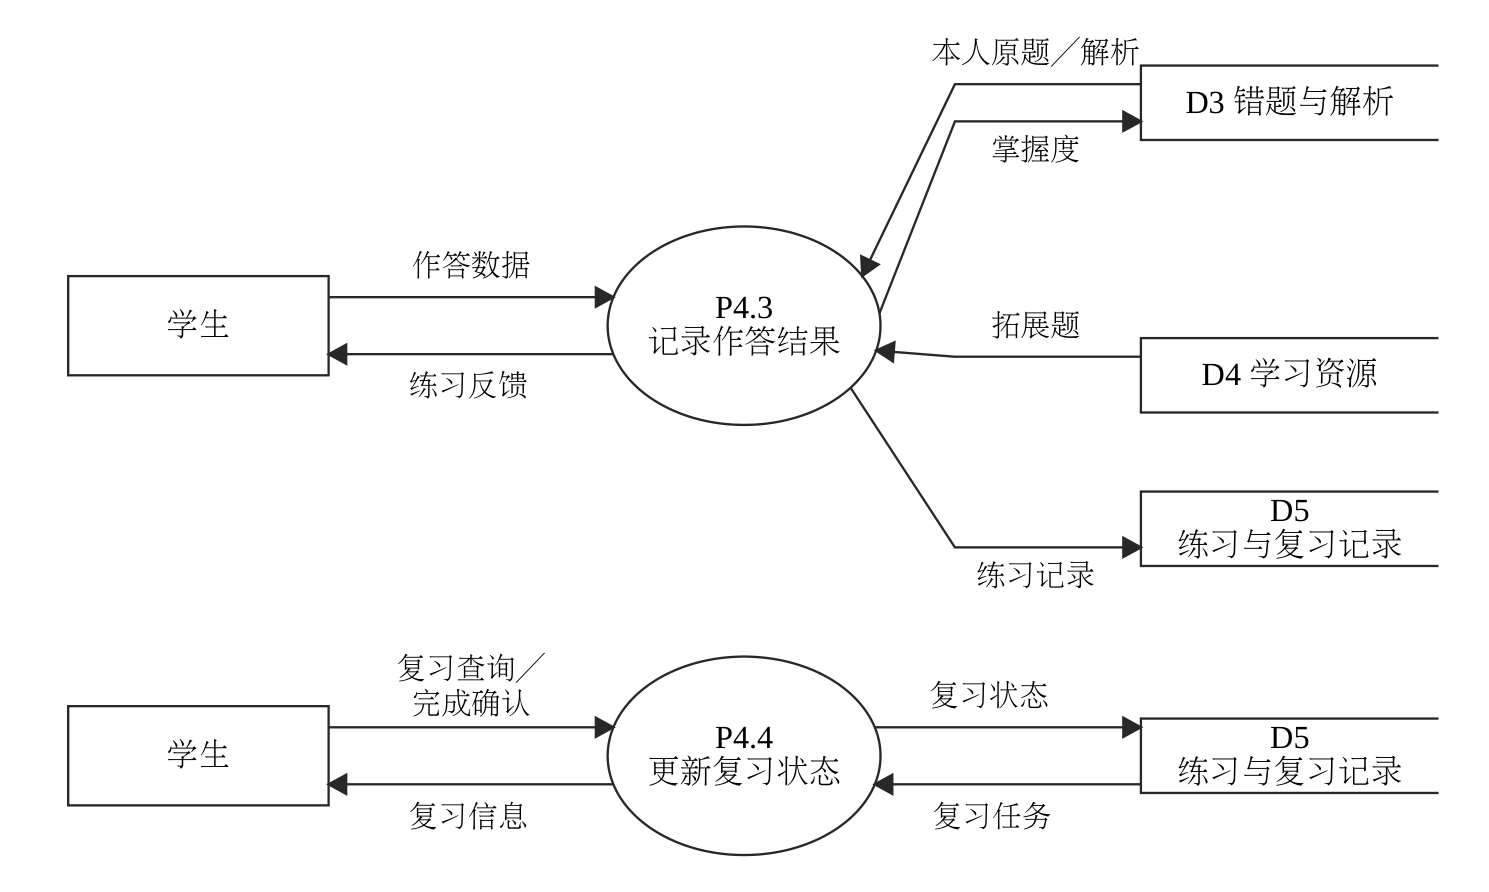 本人原题／解析
D3 错题与解析
掌握度
作答数据
学生
P4.3
记录作答结果
拓展题
D4 学习资源
练习反馈
D5
练习与复习记录
练习记录
复习查询／
完成确认
学生
P4.4
更新复习状态
复习状态
D5
练习与复习记录
复习信息
复习任务